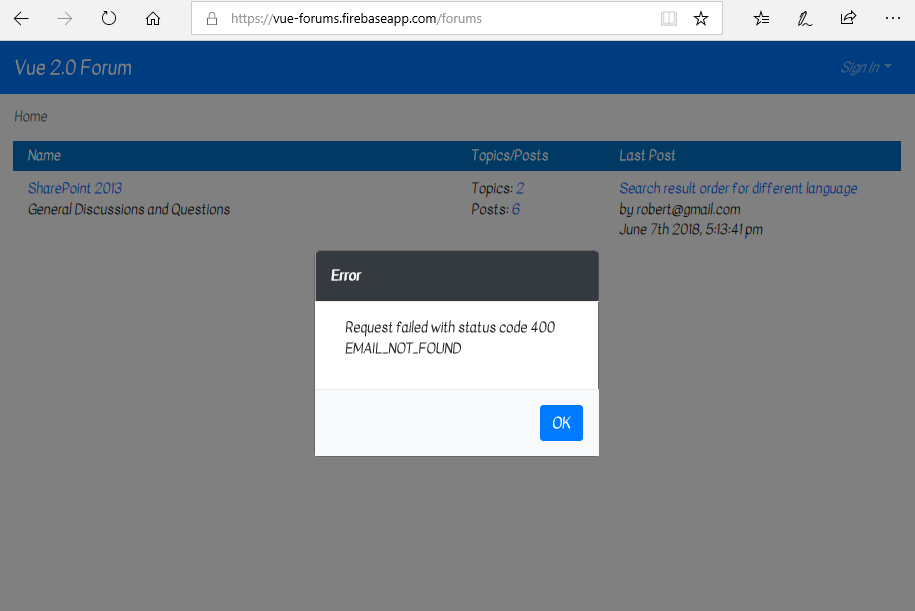 https://vue-forums.firebaseapp.com/forums
Vue 2.0 Forum
Sign In
Home
Name Topics/Posts Last Post
SharePoint 2013 Topics: 2 Search result order for different language
General Discussions and Questions Posts: 6 by robert@gmail.com
June 7th 2018, 5:13:41 pm
Error
Request failed with status code 400
EMAIL_NOT_FOUND
OK